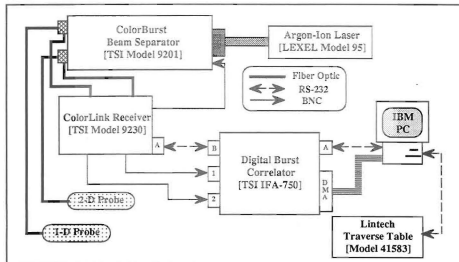 ColorBurst
Beam Separator
[TSI Model 9201]
Argon-Ion Laser
[LEXEL Model 95]
Fiber Optic
RS-232
BNC
ColorLink Receiver
[TSI Model 9230]
A
B
1
2
Digital Burst
Correlator
[TSI IFA-750]
A
DMA
IBM
PC
2-D Probe
1-D Probe
Lintech
Traverse Table
[Model 41583]